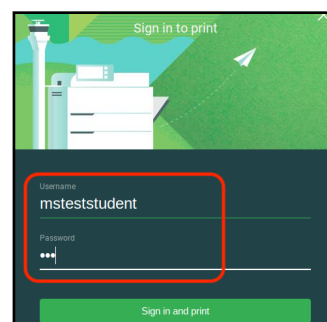 Sign in to print
Username
msteststudent
Password
•••
Sign in and print